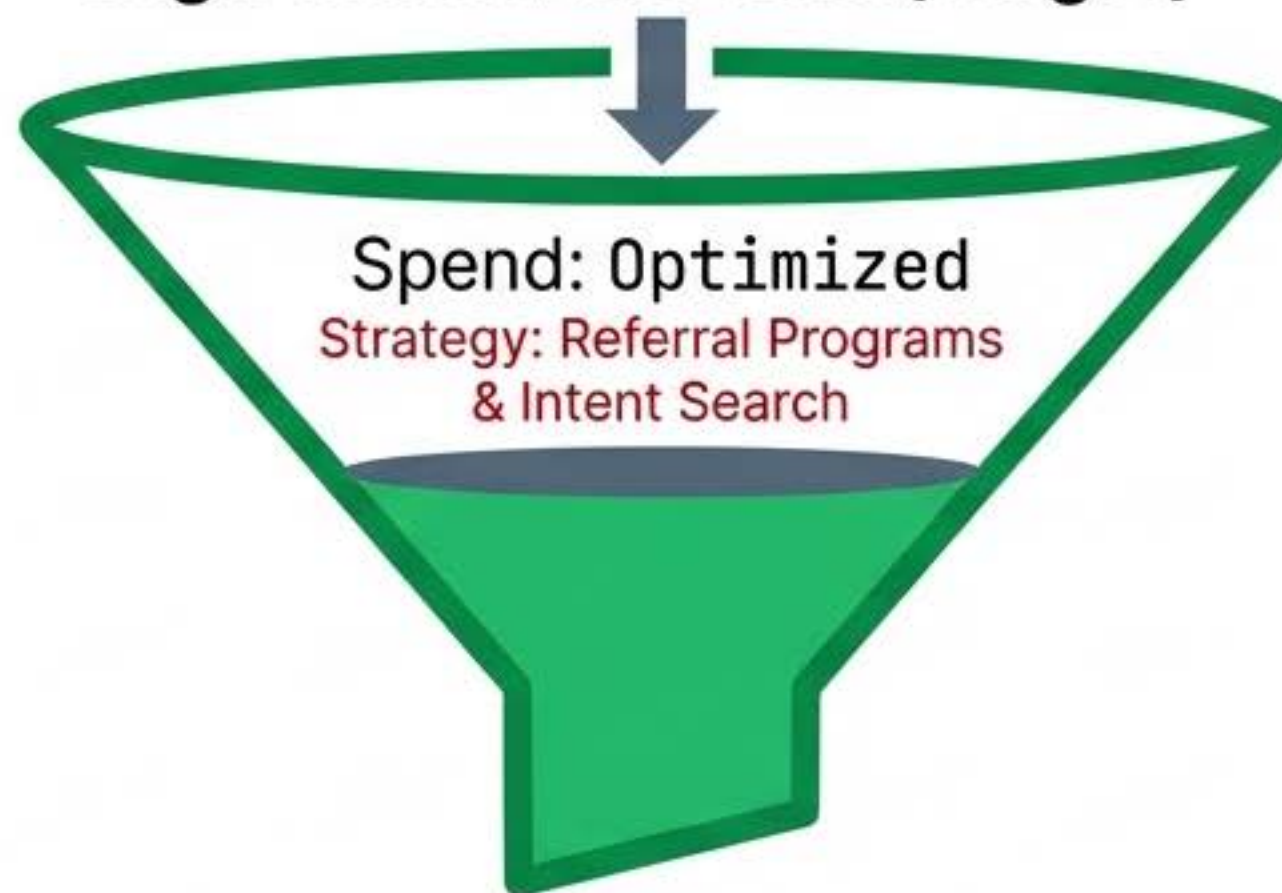 Spend: Optimized
Strategy: Referral Programs
& Intent Search